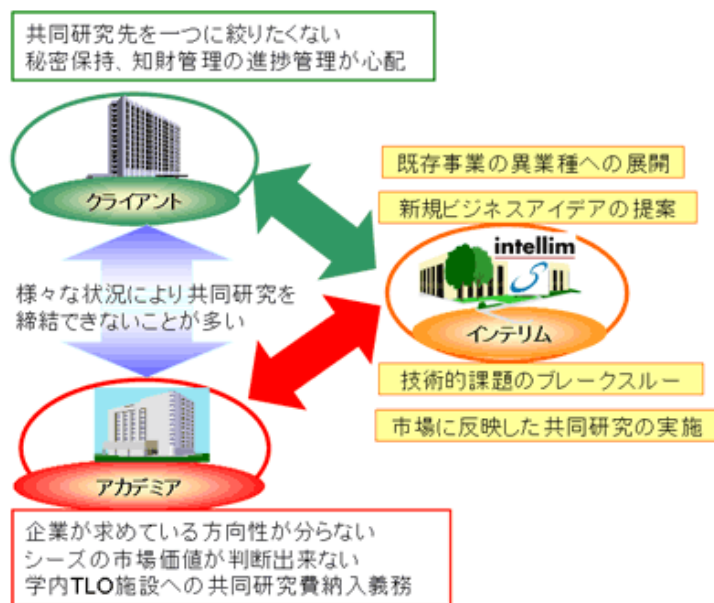 共同研究先を一つに絞りたくない
秘密保持、知財管理の進捗管理が心配
クライアント
既存事業の異業種への展開
新規ビジネスアイデアの提案
intellim
インテリム
様々な状況により共同研究を
締結できないことが多い
技術的課題のブレークスルー
市場に反映した共同研究の実施
アカデミア
企業が求めている方向性が分らない
シーズの市場価値が判断出来ない
学内TLO施設への共同研究費納入義務